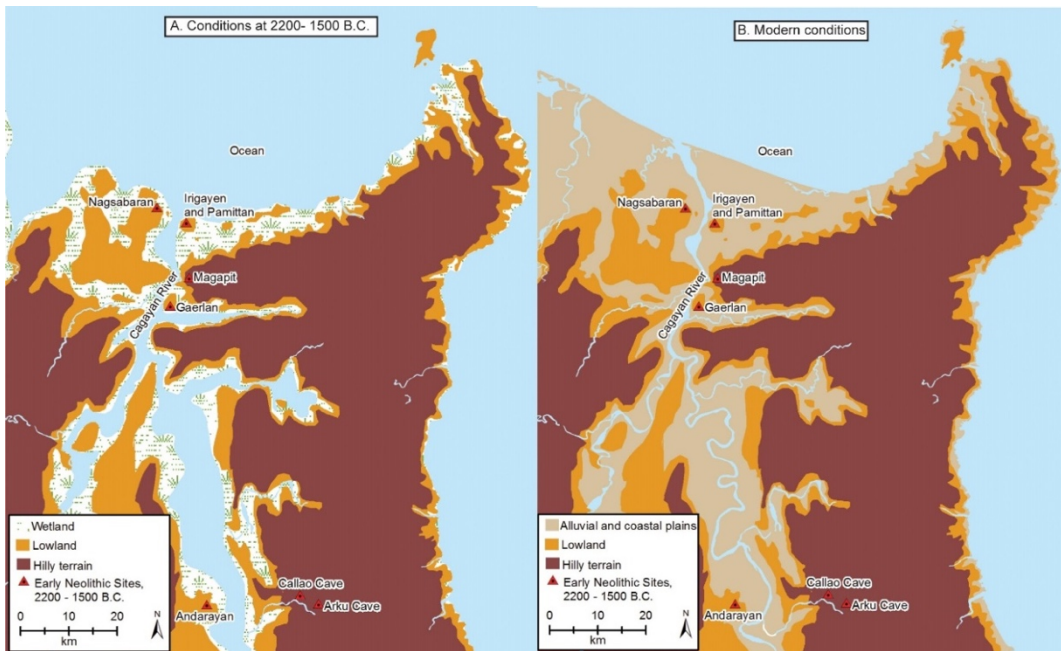 A. Conditions at 2200- 1500 B.C.
Ocean
Nagsabaran
Irigayen
and Pamittan
Magapit
Cagayan River
Gaerlan
Wetland
Lowland
Hilly terrain
Early Neolithic Sites,
2200 - 1500 B.C.
0 10 20
km
N
Andarayan
Callao Cave
Arku Cave
B. Modern conditions
Ocean
Nagsabaran
Irigayen
and Pamittan
Magapit
Cagayan River
Gaerlan
Alluvial and coastal plains
Lowland
Hilly terrain
Early Neolithic Sites,
2200 - 1500 B.C.
0 10 20
km
N
Andarayan
Callao Cave
Arku Cave